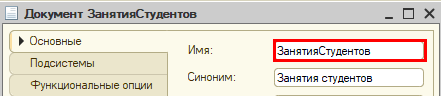 Документ ЗанятияСтудентов
Основные
Имя: ЗанятияСтудентов
Подсистемы
Синоним: Занятия студентов
Функциональные опции